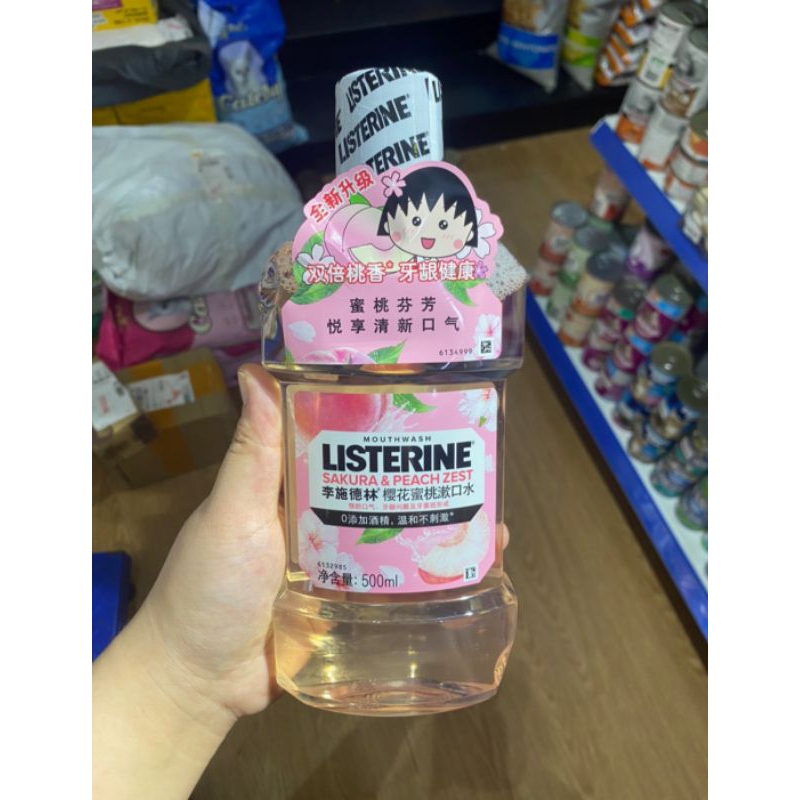 LISTERINE
LISTERINE®
全新升级
双倍桃香* 牙龈健康
蜜桃芬芳
悦享清新口气
6134999
MOUTHWASH
LISTERINE®
SAKURA & PEACH ZEST
李施德林® 樱花蜜桃漱口水
0添加酒精，温和不刺激*
6132985
净含量：500ml